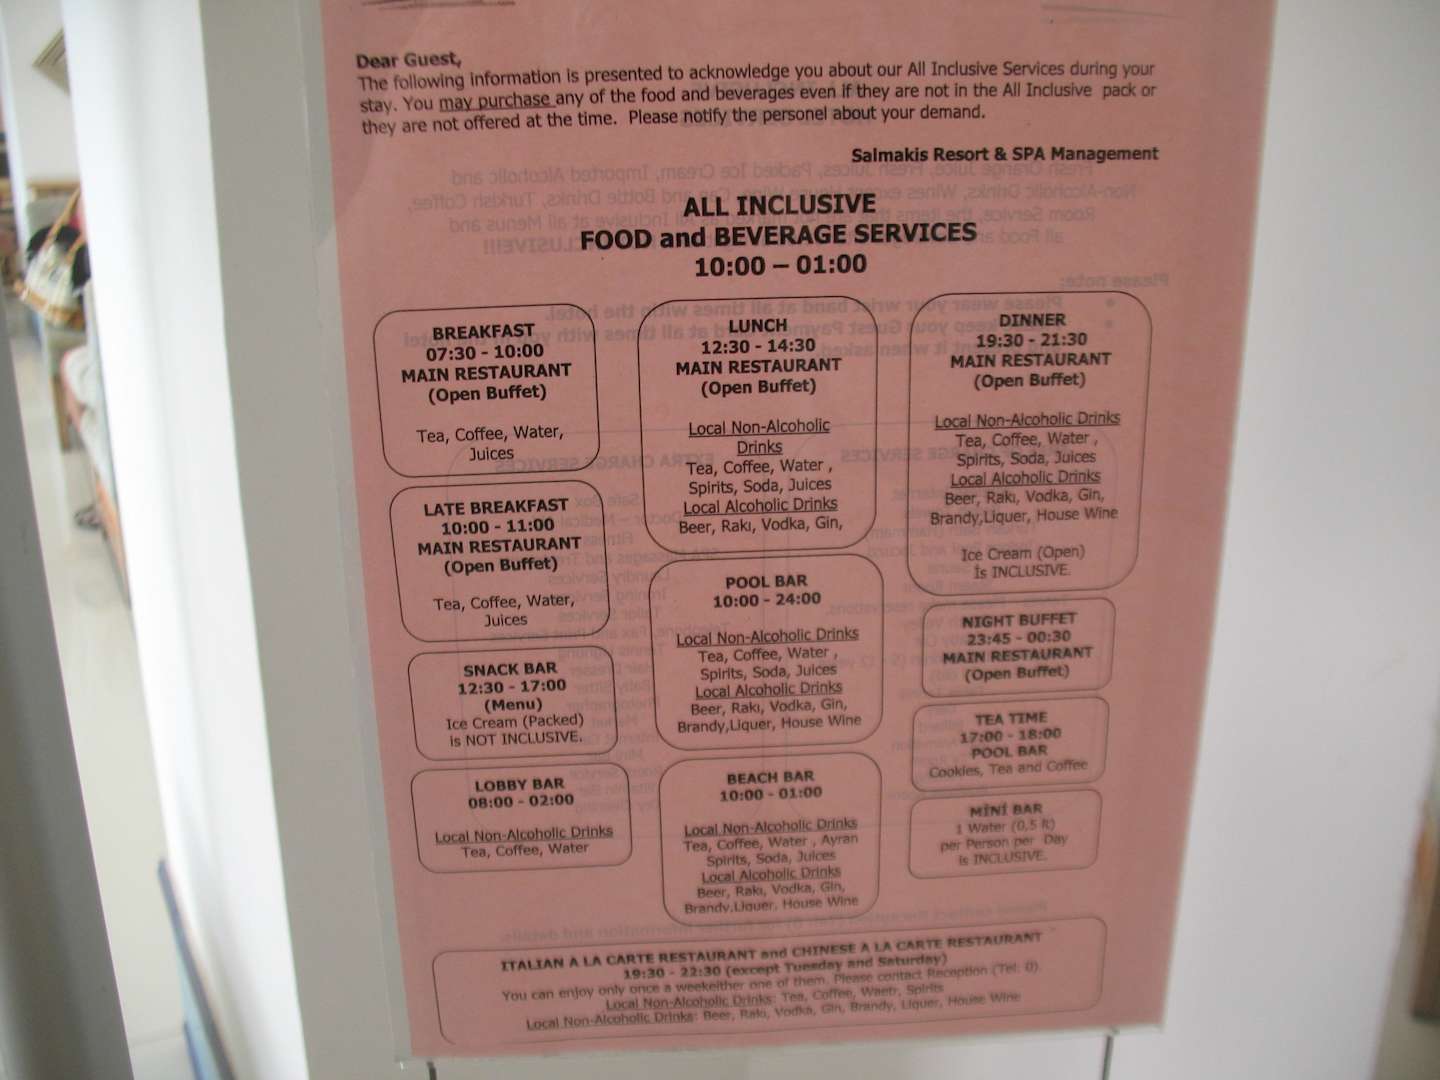 Dear Guest,
The following information is presented to acknowledge you about our All Inclusive Services during your
stay. You may purchase any of the food and beverages even if they are not in the All Inclusive pack or
they are not offered at the time. Please notify the personel about your demand.
Salmakis Resort & SPA Management
ALL INCLUSIVE
FOOD and BEVERAGE SERVICES
10:00 – 01:00
BREAKFAST
07:30 - 10:00
MAIN RESTAURANT
(Open Buffet)
Tea, Coffee, Water,
Juices
LATE BREAKFAST
10:00 - 11:00
MAIN RESTAURANT
(Open Buffet)
Tea, Coffee, Water,
Juices
SNACK BAR
12:30 - 17:00
(Menu)
Ice Cream (Packed)
is NOT INCLUSIVE.
LOBBY BAR
08:00 - 02:00
Local Non-Alcoholic Drinks
Tea, Coffee, Water
LUNCH
12:30 - 14:30
MAIN RESTAURANT
(Open Buffet)
Local Non-Alcoholic
Drinks
Tea, Coffee, Water ,
Spirits, Soda, Juices
Local Alcoholic Drinks
Beer, Rakı, Vodka, Gin,
POOL BAR
10:00 - 24:00
Local Non-Alcoholic Drinks
Tea, Coffee, Water ,
Spirits, Soda, Juices
Local Alcoholic Drinks
Beer, Rakı, Vodka, Gin,
Brandy,Liquer, House Wine
BEACH BAR
10:00 - 01:00
Local Non-Alcoholic Drinks
Tea, Coffee, Water , Ayran
Spirits, Soda, Juices
Local Alcoholic Drinks
Beer, Rakı, Vodka, Gin,
Brandy,Liquer, House Wine
DINNER
19:30 - 21:30
MAIN RESTAURANT
(Open Buffet)
Local Non-Alcoholic Drinks
Tea, Coffee, Water ,
Spirits, Soda, Juices
Local Alcoholic Drinks
Beer, Rakı, Vodka, Gin,
Brandy,Liquer, House Wine
Ice Cream (Open)
İs INCLUSIVE.
NIGHT BUFFET
23:45 - 00:30
MAIN RESTAURANT
(Open Buffet)
TEA TIME
17:00 - 18:00
POOL BAR
Cookies, Tea and Coffee
MİNİ BAR
1 Water (0,5 lt)
per Person per Day
is INCLUSIVE.
ITALIAN A LA CARTE RESTAURANT and CHINESE A LA CARTE RESTAURANT
19:30 - 22:30 (except Tuesday and Saturday)
You can enjoy only once a weekeither one of them. Please contact Reception (Tel: 0).
Local Non-Alcoholic Drinks: Tea, Coffee, Waetr, Spirits
Local Non-Alcoholic Drinks: Beer, Rakı, Vodka, Gin, Brandy, Liquer, House Wine